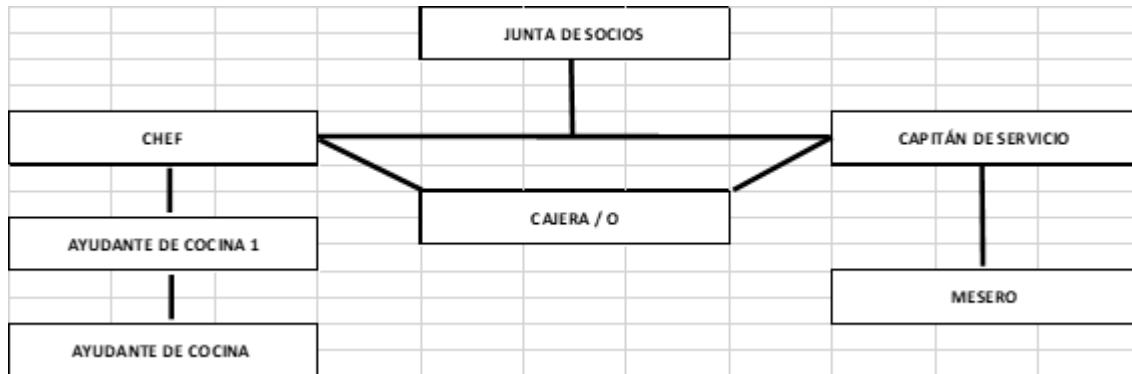 JUNTA DE SOCIOS
CHEF
CAPITÁN DE SERVICIO
CAJERA / O
AYUDANTE DE COCINA 1
MESERO
AYUDANTE DE COCINA